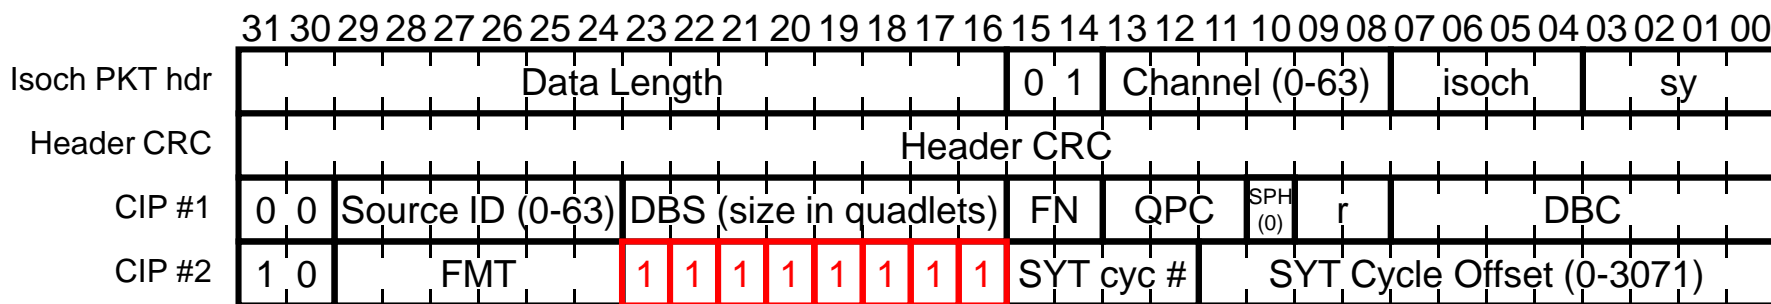 31 30 29 28 27 26 25 24 23 22 21 20 19 18 17 16 15 14 13 12 11 10 09 08 07 06 05 04 03 02 01 00
Isoch PKT hdr Data Length 0 1 Channel (0-63) isoch sy
Header CRC Header CRC
CIP #1 0 0 Source ID (0-63) DBS (size in quadlets) FN QPC SPH (0) r DBC
CIP #2 1 0 FMT 1 1 1 1 1 1 1 1 SYT cyc # SYT Cycle Offset (0-3071)